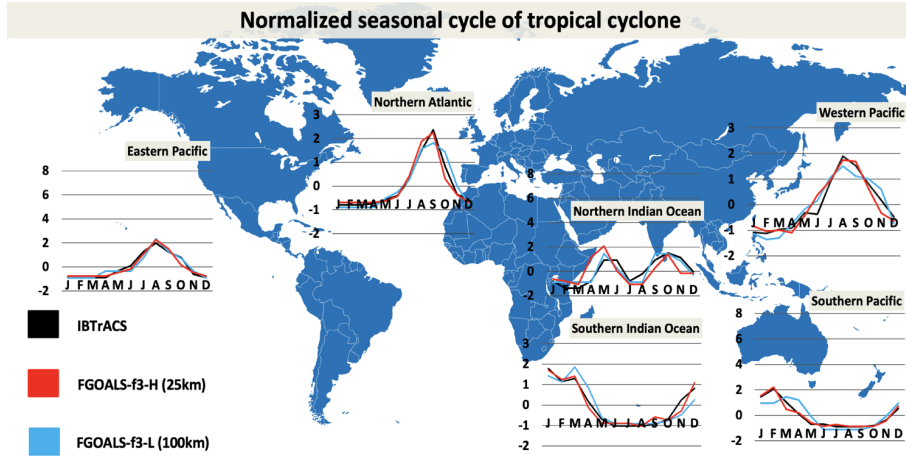 Normalized seasonal cycle of tropical cyclone
Northern Atlantic
3
2
1
0
J F M A M J J A S O N D
-1
-2
Western Pacific
3
2
1
0
J F M A M J J A S O N D
-1
-2
Eastern Pacific
8
6
4
2
0
J F M A M J J A S O N D
-2
8
6
Northern Indian Ocean
4
2
0
J F M A M J J A S O N D
-2
Southern Indian Ocean
3
2
1
0
J F M A M J J A S O N D
-1
-2
Southern Pacific
8
6
4
2
0
J F M A M J J A S O N D
-2
IBTrACS
FGOALS-f3-H (25km)
FGOALS-f3-L (100km)